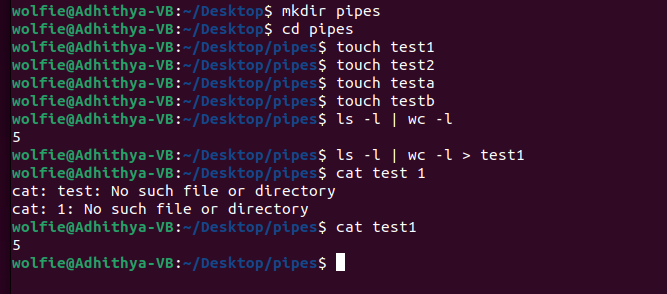 wolfie@Adhithya-VB:~/Desktop$ mkdir pipes
wolfie@Adhithya-VB:~/Desktop$ cd pipes
wolfie@Adhithya-VB:~/Desktop/pipes$ touch test1
wolfie@Adhithya-VB:~/Desktop/pipes$ touch test2
wolfie@Adhithya-VB:~/Desktop/pipes$ touch testa
wolfie@Adhithya-VB:~/Desktop/pipes$ touch testb
wolfie@Adhithya-VB:~/Desktop/pipes$ ls -l | wc -l
5
wolfie@Adhithya-VB:~/Desktop/pipes$ ls -l | wc -l > test1
wolfie@Adhithya-VB:~/Desktop/pipes$ cat test 1
cat: test: No such file or directory
cat: 1: No such file or directory
wolfie@Adhithya-VB:~/Desktop/pipes$ cat test1
5
wolfie@Adhithya-VB:~/Desktop/pipes$